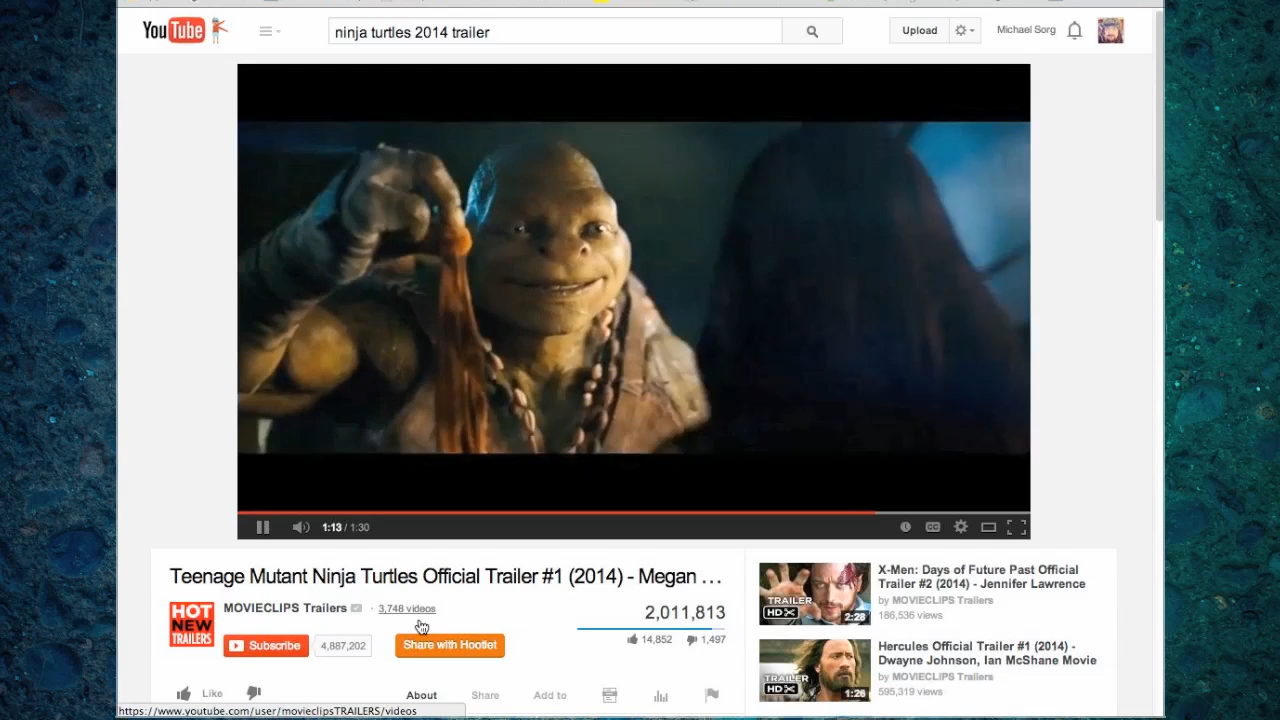 YouTube
ninja turtles 2014 trailer
Upload
Michael Sorg
1:13 / 1:30
CC
Teenage Mutant Ninja Turtles Official Trailer #1 (2014) - Megan ...
HOT
NEW
TRAILERS
MOVIECLIPS Trailers · 3,748 videos
Subscribe
4,887,202
Share with Hootlet
2,011,813
14,852
1,497
Like
About
Share
Add to
TRAILER
HD
2:28
X-Men: Days of Future Past Official
Trailer #2 (2014) - Jennifer Lawrence
by MOVIECLIPS Trailers
186,536 views
TRAILER
HD
1:26
Hercules Official Trailer #1 (2014) -
Dwayne Johnson, Ian McShane Movie
by MOVIECLIPS Trailers
595,319 views
https://www.youtube.com/user/movieclipsTRAILERS/videos